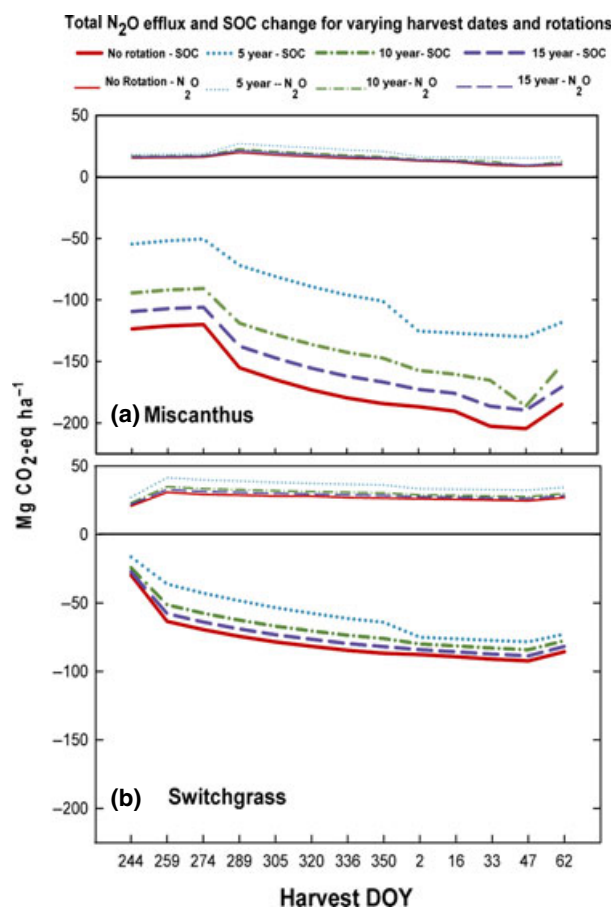 Total N₂O efflux and SOC change for varying harvest dates and rotations
No rotation - SOC 5 year - SOC 10 year- SOC 15 year - SOC
No Rotation - N₂O 5 year -- N₂O 10 year- N₂O 15 year - N₂O
50
0
−50
−100
−150
−200
(a) Miscanthus
Mg CO₂-eq ha⁻¹
50
0
−50
−100
−150
−200
(b) Switchgrass
244 259 274 289 305 320 336 350 2 16 33 47 62
Harvest DOY